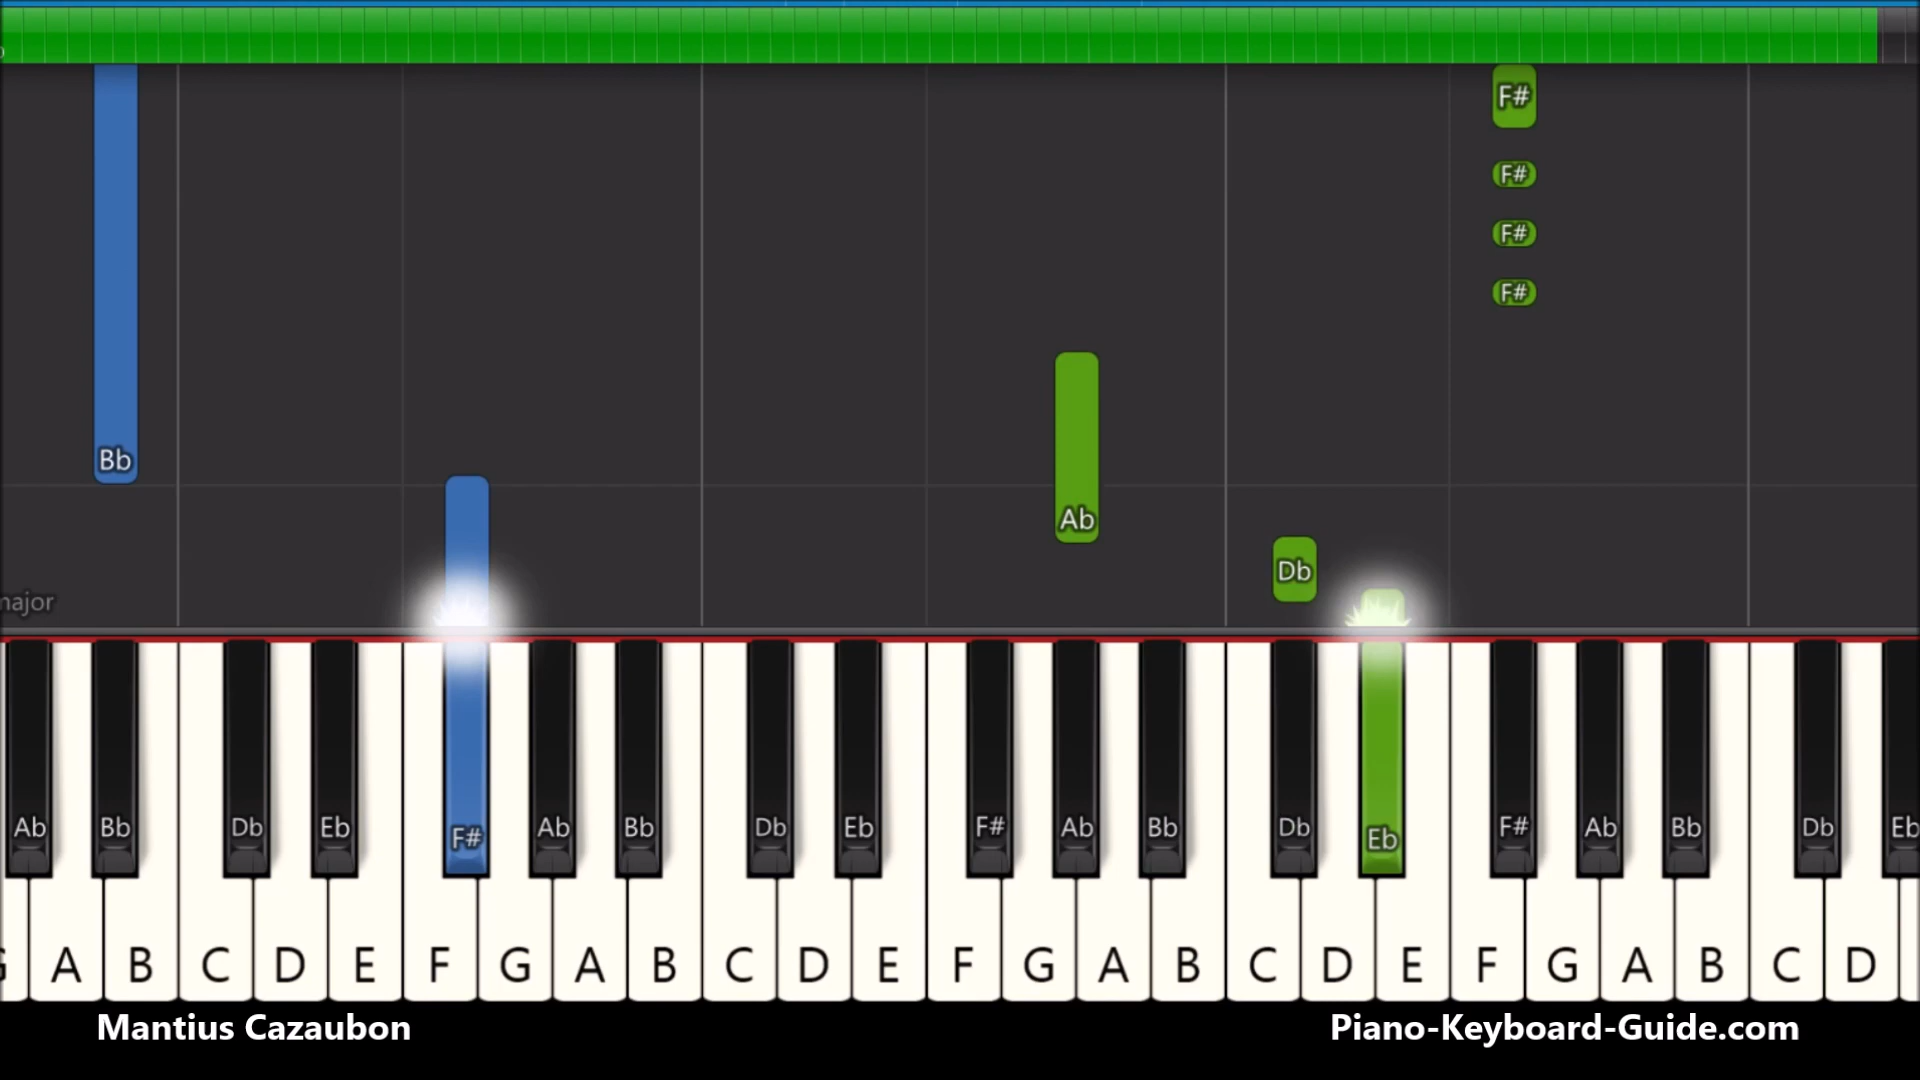 F#
F#
F#
F#
Bb
Ab
Db
major
Ab Bb Db Eb F# Ab Bb Db Eb F# Ab Bb Db Eb F# Ab Bb Db Eb
G A B C D E F G A B C D E F G A B C D E F G A B C D
Mantius Cazaubon
Piano-Keyboard-Guide.com